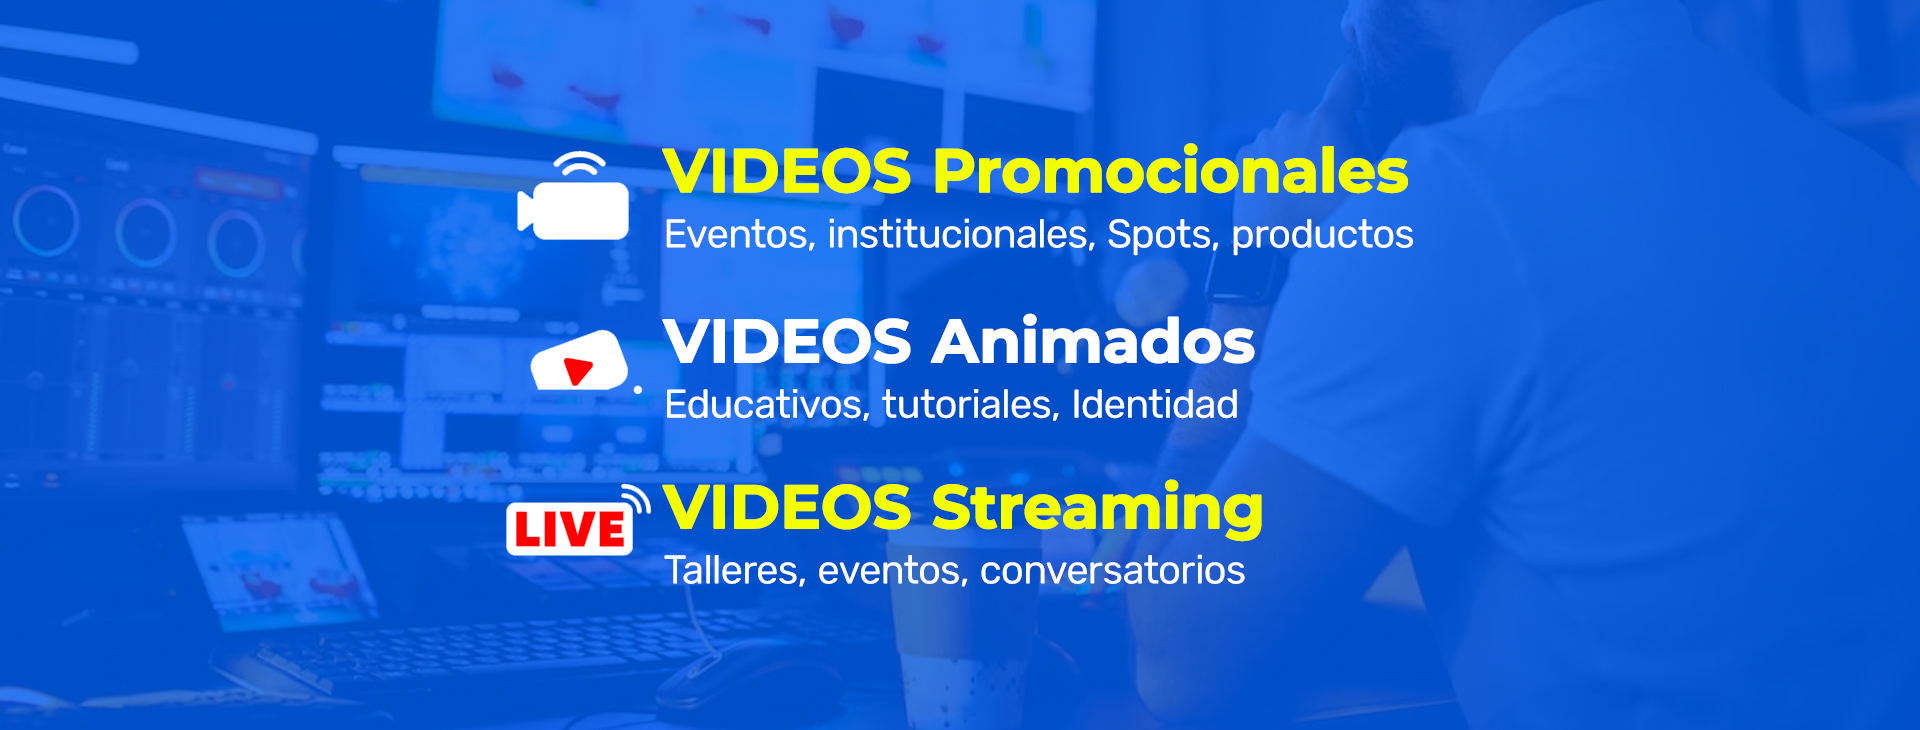 VIDEOS Promocionales
Eventos, institucionales, Spots, productos
VIDEOS Animados
Educativos, tutoriales, Identidad
LIVE
VIDEOS Streaming
Talleres, eventos, conversatorios